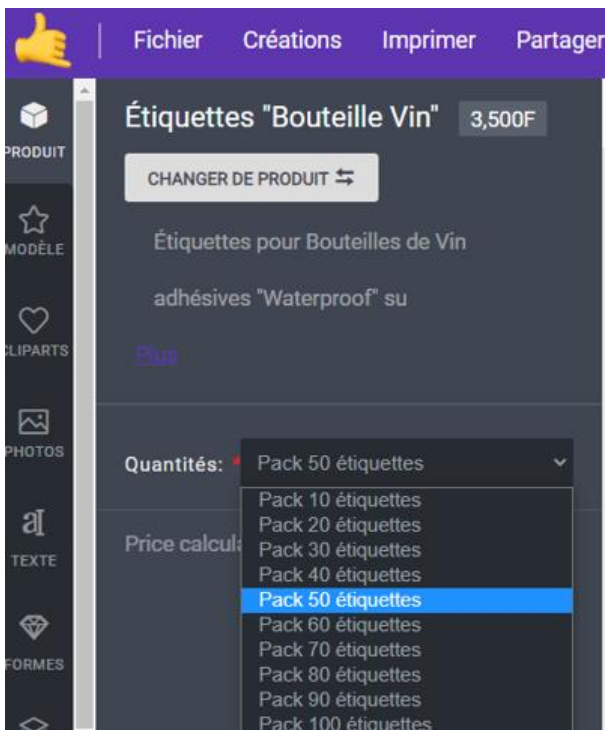 Fichier Créations Imprimer Partager
PRODUIT
MODÈLE
CLIPARTS
PHOTOS
TEXTE
FORMES
Étiquettes "Bouteille Vin" 3,500F
CHANGER DE PRODUIT
Étiquettes pour Bouteilles de Vin
adhésives "Waterproof" su
Plus
Quantités: * Pack 50 étiquettes
Pack 10 étiquettes
Pack 20 étiquettes
Pack 30 étiquettes
Pack 40 étiquettes
Pack 50 étiquettes
Pack 60 étiquettes
Pack 70 étiquettes
Pack 80 étiquettes
Pack 90 étiquettes
Pack 100 étiquettes
Price calcula